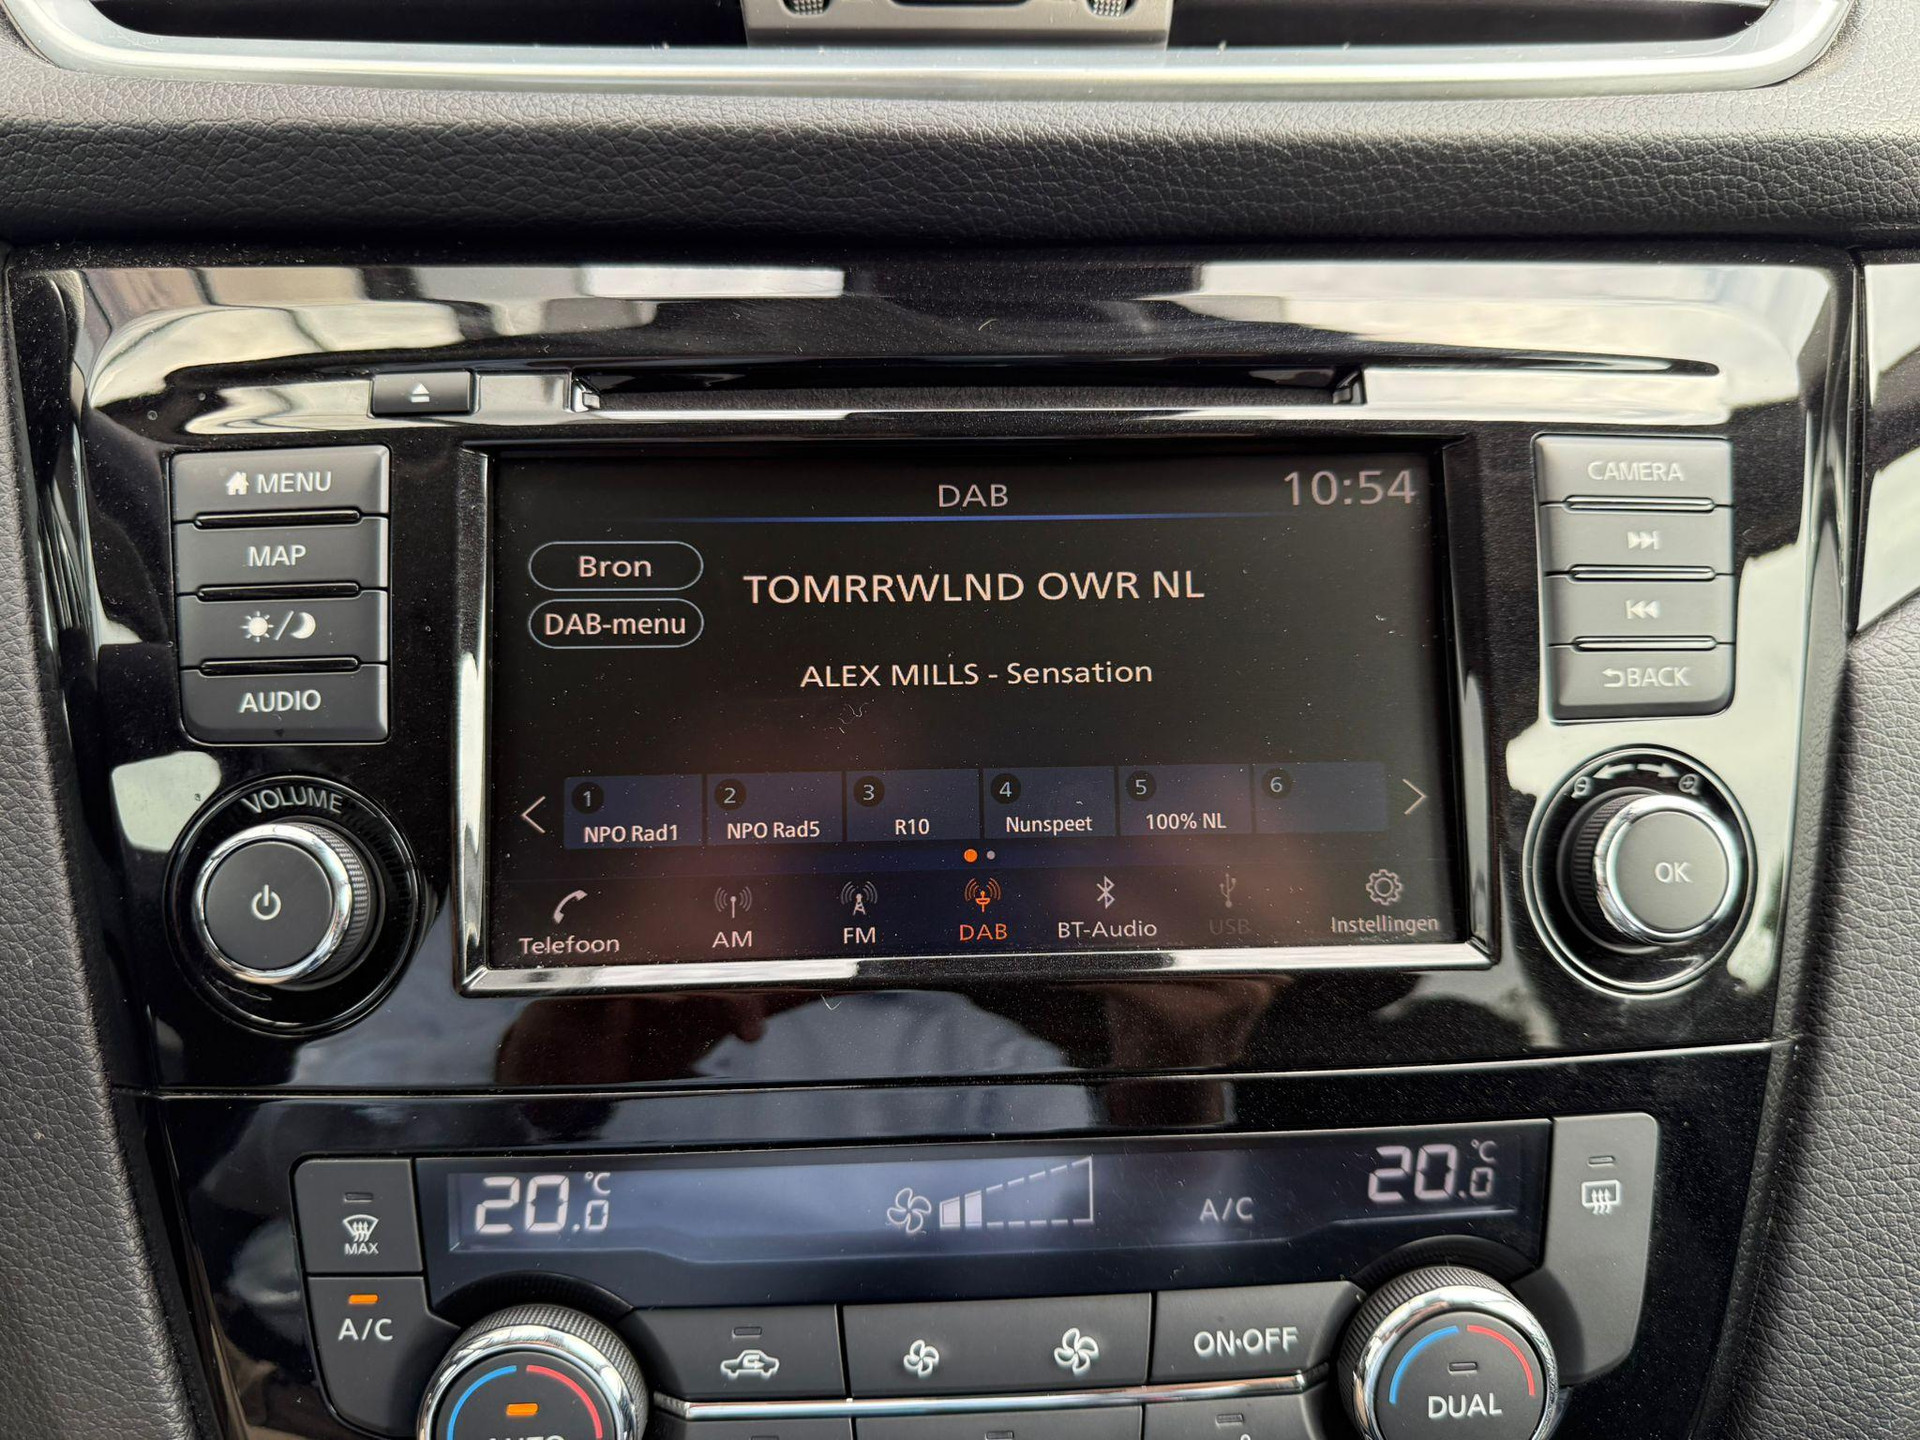 MENU
MAP
AUDIO
VOLUME
DAB
10:54
Bron
DAB-menu
TOMRRWLND OWR NL
ALEX MILLS - Sensation
1 NPO Rad1
2 NPO Rad5
3 R10
4 Nunspeet
5 100% NL
6
Telefoon
AM
FM
DAB
BT-Audio
USB
Instellingen
CAMERA
BACK
OK
MAX
A/C
20.0 °C
A/C
20.0 °C
ON·OFF
AUTO
DUAL